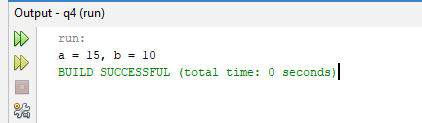 Output - q4 (run)
run:
a = 15, b = 10
BUILD SUCCESSFUL (total time: 0 seconds)